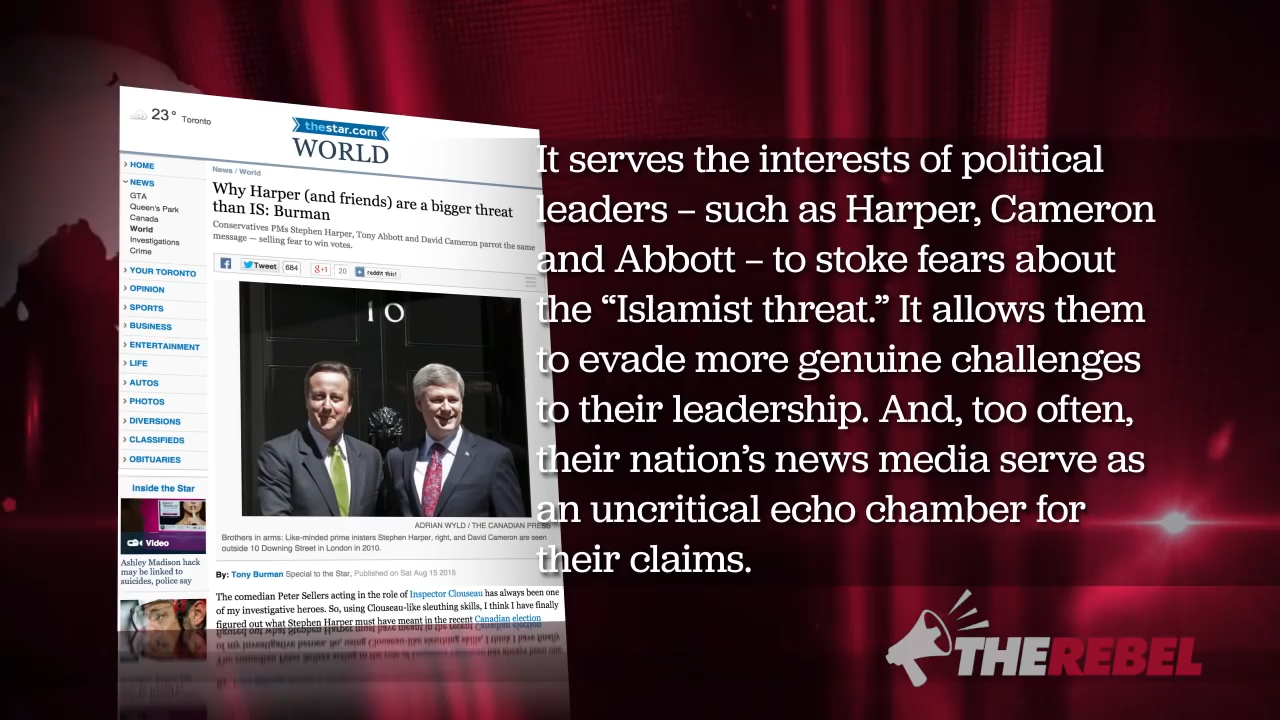 23° Toronto
thestar.com
WORLD
HOME
NEWS
GTA
Queen's Park
Canada
World
Investigations
Crime
YOUR TORONTO
OPINION
SPORTS
BUSINESS
ENTERTAINMENT
LIFE
AUTOS
PHOTOS
DIVERSIONS
CLASSIFIEDS
OBITUARIES
Inside the Star
Video
Ashley Madison hack
may be linked to
suicides, police say
News / World
Why Harper (and friends) are a bigger threat
than IS: Burman
Conservatives PMs Stephen Harper, Tony Abbott and David Cameron parrot the same
message — selling fear to win votes.
Tweet 684 g+1 20 reddit this!
10
ADRIAN WYLD / THE CANADIAN PRESS
Brothers in arms: Like-minded prime inisters Stephen Harper, right, and David Cameron are seen
outside 10 Downing Street in London in 2010.
By: Tony Burman Special to the Star, Published on Sat Aug 15 2015
The comedian Peter Sellers acting in the role of Inspector Clouseau has always been one
of my investigative heroes. So, using Clouseau-like sleuthing skills, I think I have finally
figured out what Stephen Harper must have meant in the recent Canadian election
It serves the interests of political
leaders – such as Harper, Cameron
and Abbott – to stoke fears about
the “Islamist threat.” It allows them
to evade more genuine challenges
to their leadership. And, too often,
their nation’s news media serve as
an uncritical echo chamber for
their claims.
THEREBEL